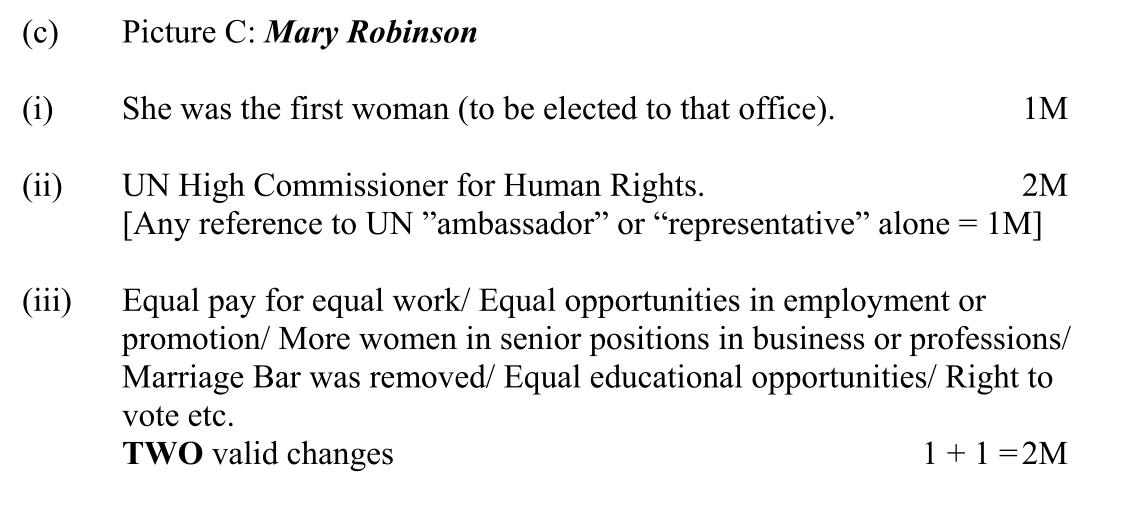 (c) Picture C: Mary Robinson
(i) She was the first woman (to be elected to that office). 1M
(ii) UN High Commissioner for Human Rights. 2M
[Any reference to UN ”ambassador” or “representative” alone = 1M]
(iii) Equal pay for equal work/ Equal opportunities in employment or
promotion/ More women in senior positions in business or professions/
Marriage Bar was removed/ Equal educational opportunities/ Right to
vote etc.
TWO valid changes 1 + 1 =2M